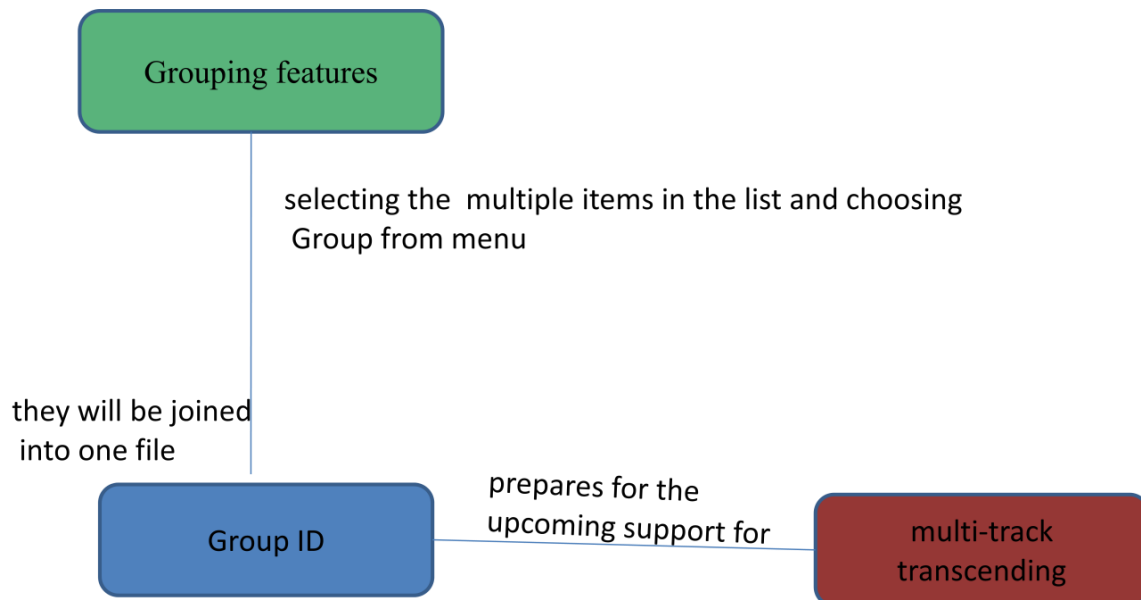 Grouping features
selecting the  multiple items in the list and choosing
Group from menu
they will be joined
into one file
Group ID
prepares for the
upcoming support for
multi-track
transcending